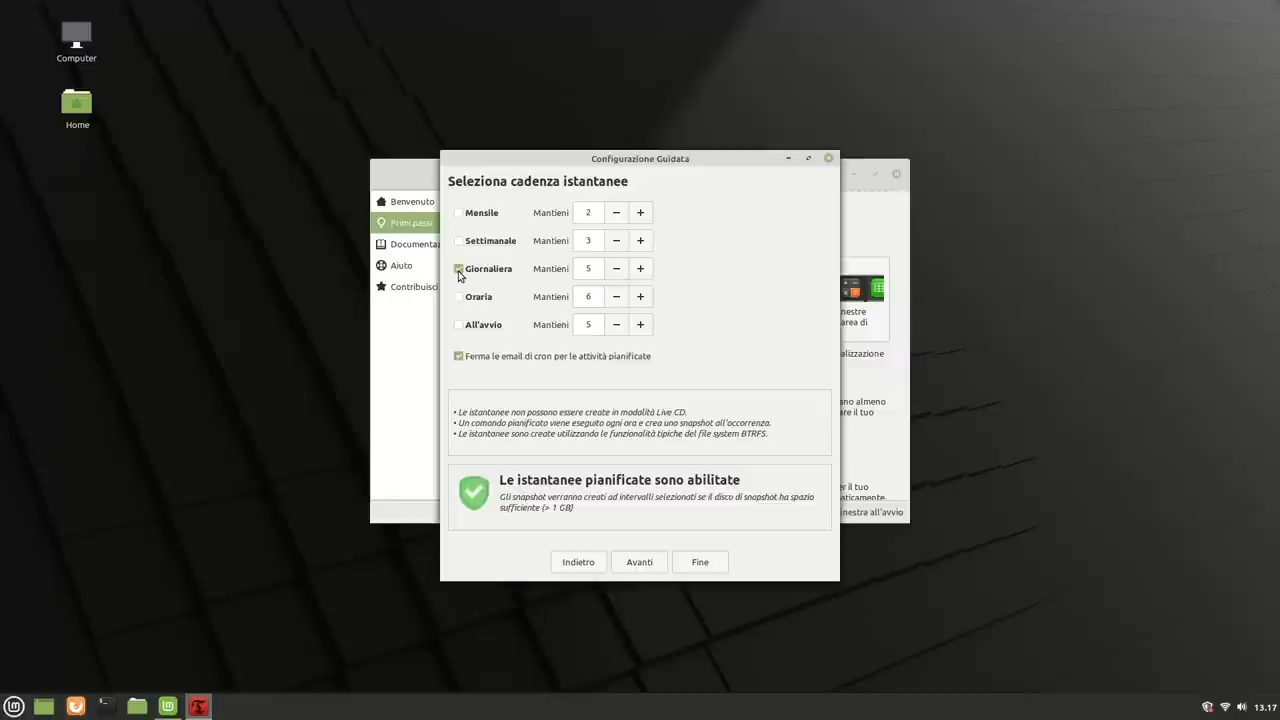 Computer
Home
Configurazione Guidata
Seleziona cadenza istantanee
Mensile Mantieni 2 − +
Settimanale Mantieni 3 − +
Giornaliera Mantieni 5 − +
Oraria Mantieni 6 − +
All'avvio Mantieni 5 − +
Ferma le email di cron per le attività pianificate
• Le istantanee non possono essere create in modalità Live CD.
• Un comando pianificato viene eseguito ogni ora e crea uno snapshot all'occorrenza.
• Le istantanee sono create utilizzando le funzionalità tipiche del file system BTRFS.
Le istantanee pianificate sono abilitate
Gli snapshot verranno creati ad intervalli selezionati se il disco di snapshot ha spazio
sufficiente (> 1 GB)
Indietro Avanti Fine
Benvenuto
Primi passi
Documentaz
Aiuto
Contribuisci
nestre
area di
alizzazione
ano almeno
are il tuo
per il tuo
aticamente.
inestra all'avvio
13.17